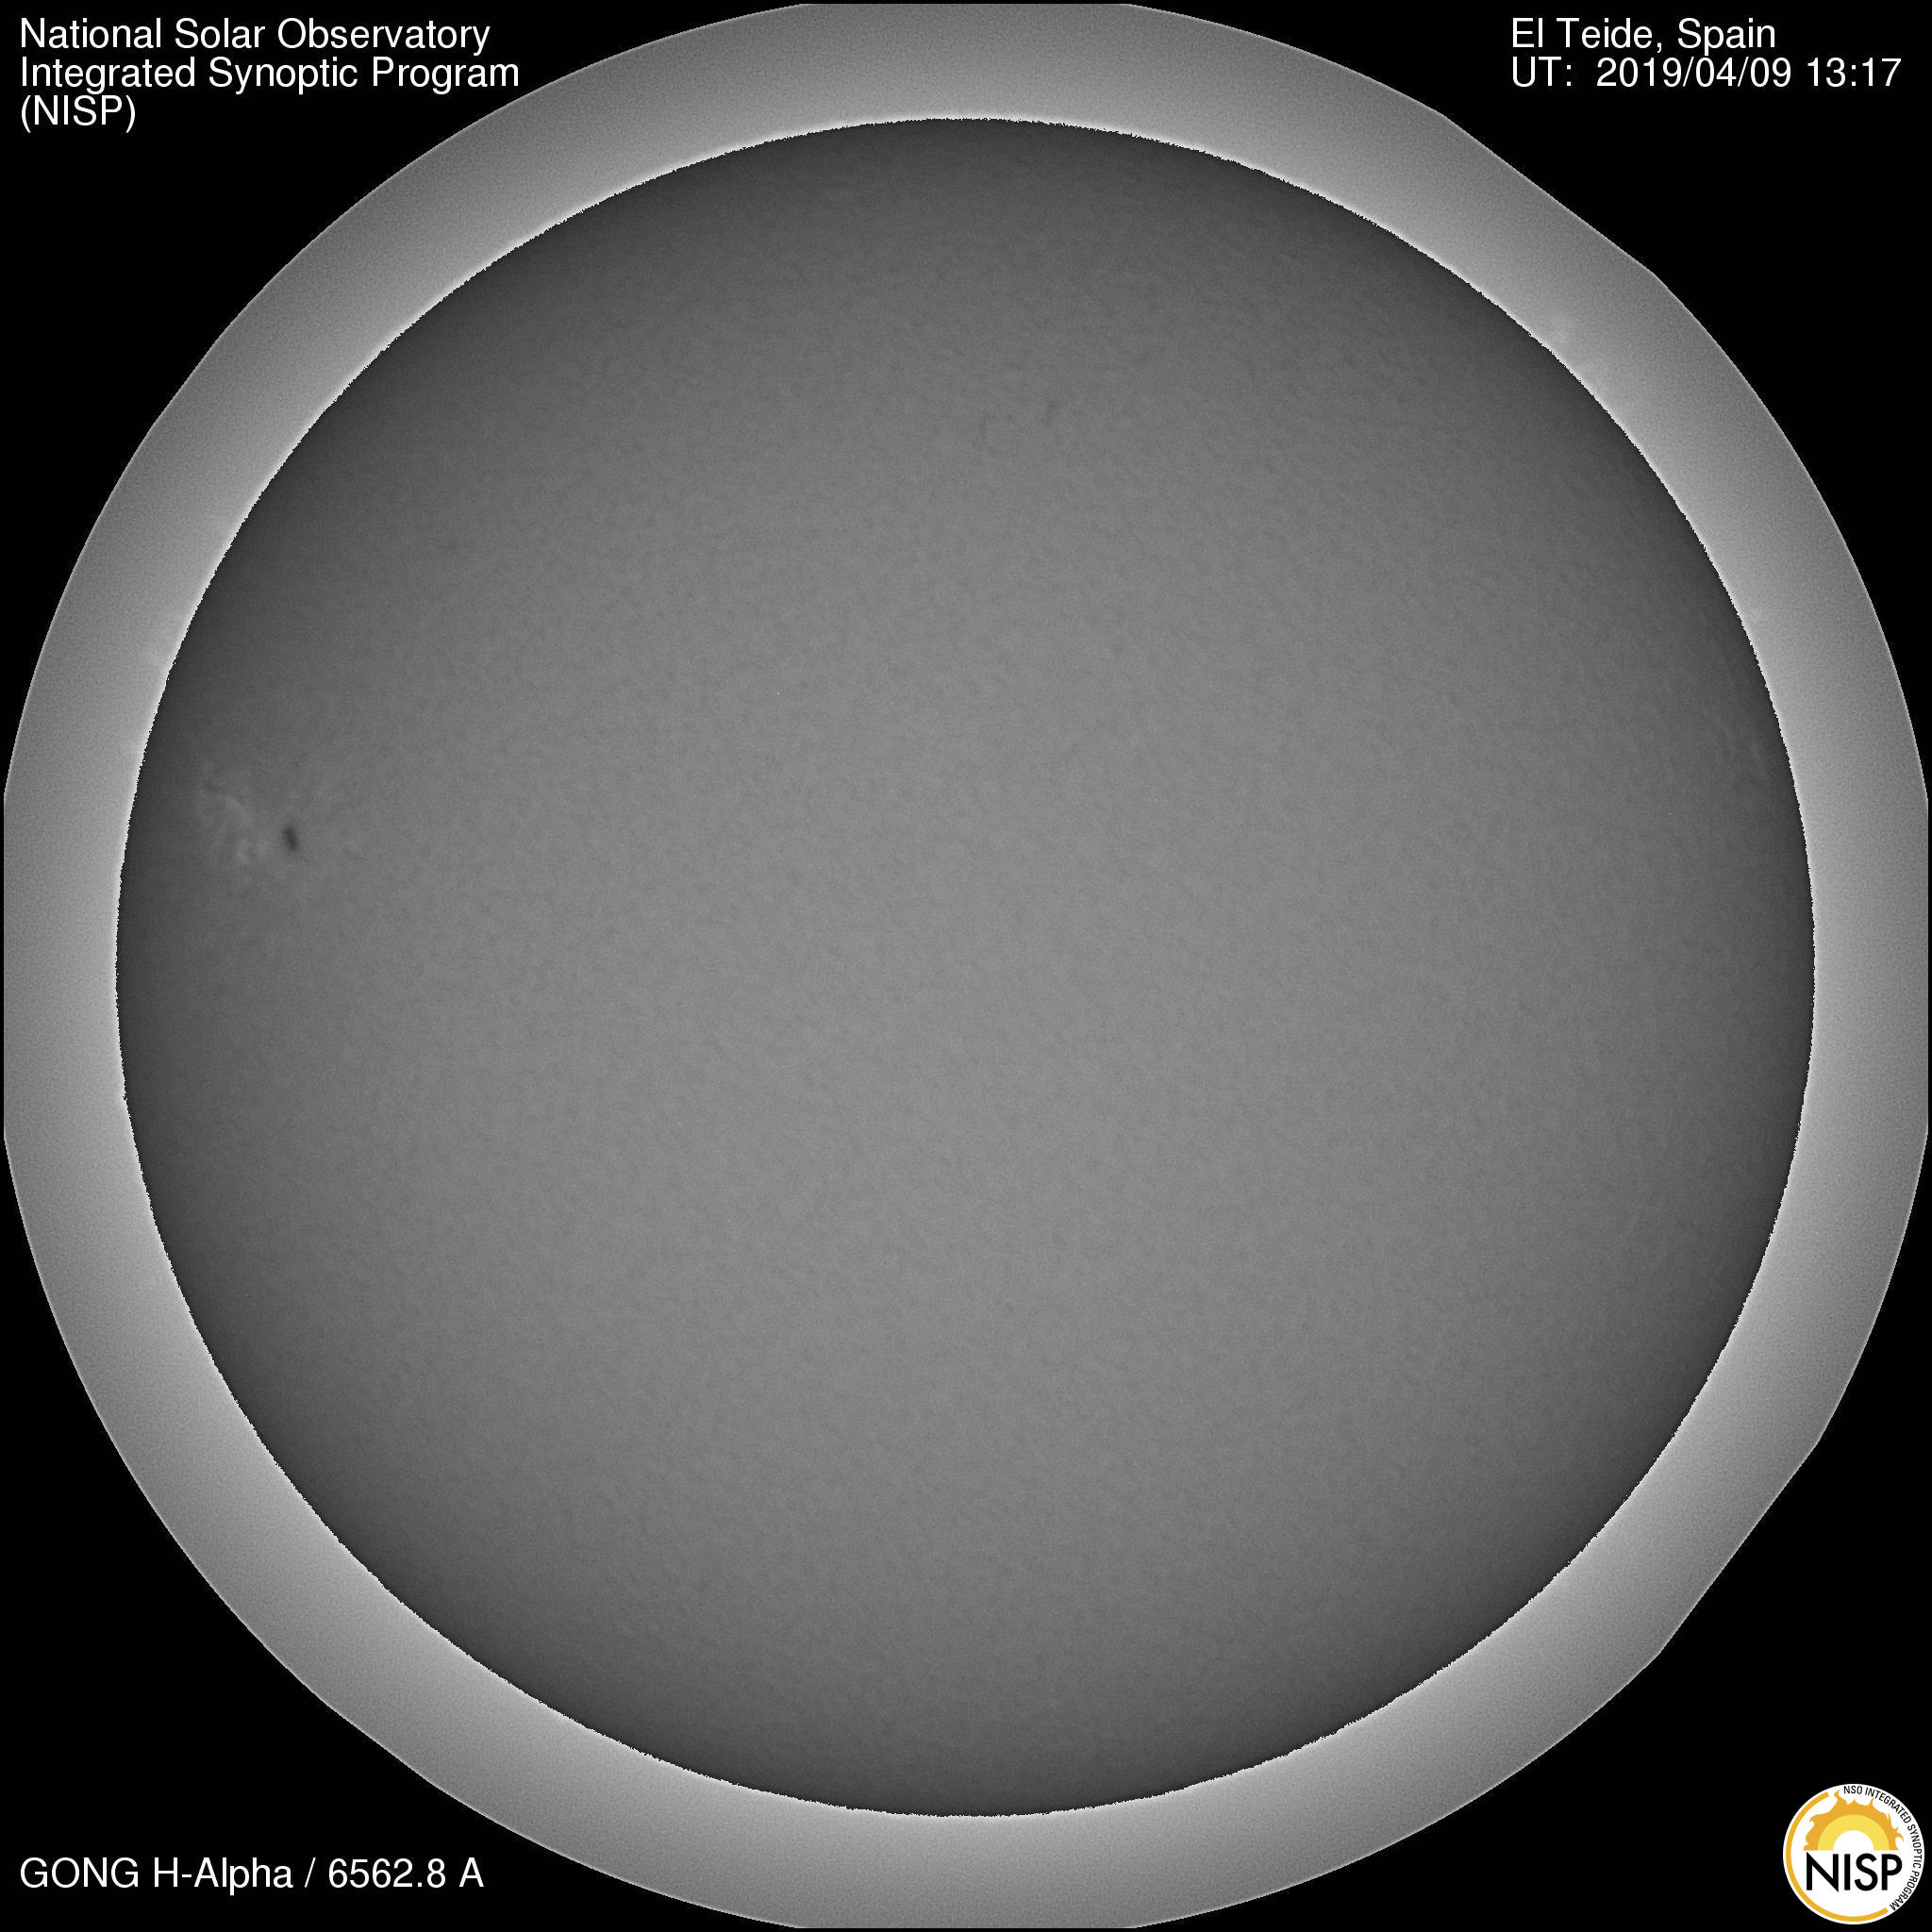 National Solar Observatory
Integrated Synoptic Program
(NISP)
El Teide, Spain
UT: 2019/04/09 13:17
GONG H-Alpha / 6562.8 A
NSO INTEGRATED SYNOPTIC PROGRAM
NISP